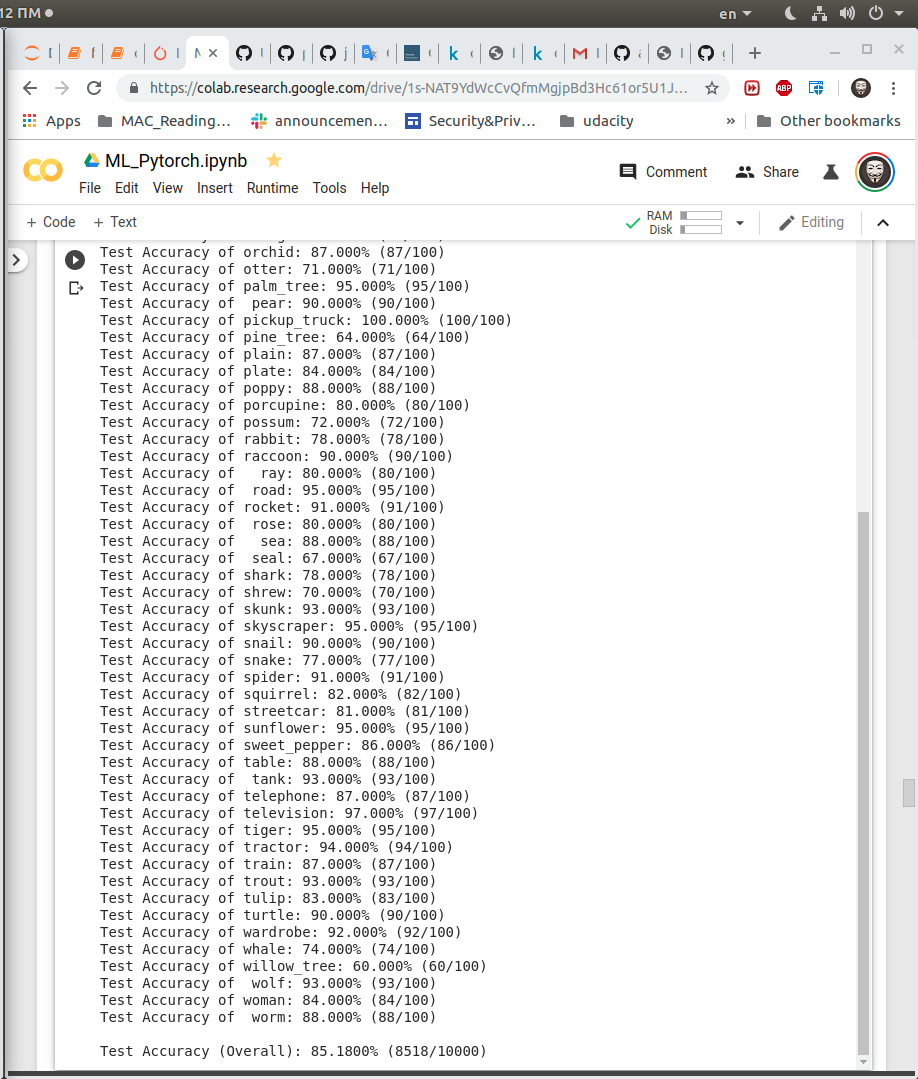 12 ПМ
en
https://colab.research.google.com/drive/1s-NAT9YdWcCvQfmMgjpBd3Hc61or5U1J...
ABP
Apps
MAC_Reading...
announcemen...
Security&Priv...
udacity
»
Other bookmarks
ML_Pytorch.ipynb
File Edit View Insert Runtime Tools Help
Comment
Share
+ Code + Text
RAM
Disk
Editing
Test Accuracy of orchid: 87.000% (87/100)
Test Accuracy of otter: 71.000% (71/100)
Test Accuracy of palm_tree: 95.000% (95/100)
Test Accuracy of  pear: 90.000% (90/100)
Test Accuracy of pickup_truck: 100.000% (100/100)
Test Accuracy of pine_tree: 64.000% (64/100)
Test Accuracy of plain: 87.000% (87/100)
Test Accuracy of plate: 84.000% (84/100)
Test Accuracy of poppy: 88.000% (88/100)
Test Accuracy of porcupine: 80.000% (80/100)
Test Accuracy of possum: 72.000% (72/100)
Test Accuracy of rabbit: 78.000% (78/100)
Test Accuracy of raccoon: 90.000% (90/100)
Test Accuracy of   ray: 80.000% (80/100)
Test Accuracy of  road: 95.000% (95/100)
Test Accuracy of rocket: 91.000% (91/100)
Test Accuracy of  rose: 80.000% (80/100)
Test Accuracy of   sea: 88.000% (88/100)
Test Accuracy of  seal: 67.000% (67/100)
Test Accuracy of shark: 78.000% (78/100)
Test Accuracy of shrew: 70.000% (70/100)
Test Accuracy of skunk: 93.000% (93/100)
Test Accuracy of skyscraper: 95.000% (95/100)
Test Accuracy of snail: 90.000% (90/100)
Test Accuracy of snake: 77.000% (77/100)
Test Accuracy of spider: 91.000% (91/100)
Test Accuracy of squirrel: 82.000% (82/100)
Test Accuracy of streetcar: 81.000% (81/100)
Test Accuracy of sunflower: 95.000% (95/100)
Test Accuracy of sweet_pepper: 86.000% (86/100)
Test Accuracy of table: 88.000% (88/100)
Test Accuracy of  tank: 93.000% (93/100)
Test Accuracy of telephone: 87.000% (87/100)
Test Accuracy of television: 97.000% (97/100)
Test Accuracy of tiger: 95.000% (95/100)
Test Accuracy of tractor: 94.000% (94/100)
Test Accuracy of train: 87.000% (87/100)
Test Accuracy of trout: 93.000% (93/100)
Test Accuracy of tulip: 83.000% (83/100)
Test Accuracy of turtle: 90.000% (90/100)
Test Accuracy of wardrobe: 92.000% (92/100)
Test Accuracy of whale: 74.000% (74/100)
Test Accuracy of willow_tree: 60.000% (60/100)
Test Accuracy of  wolf: 93.000% (93/100)
Test Accuracy of woman: 84.000% (84/100)
Test Accuracy of  worm: 88.000% (88/100)
Test Accuracy (Overall): 85.1800% (8518/10000)